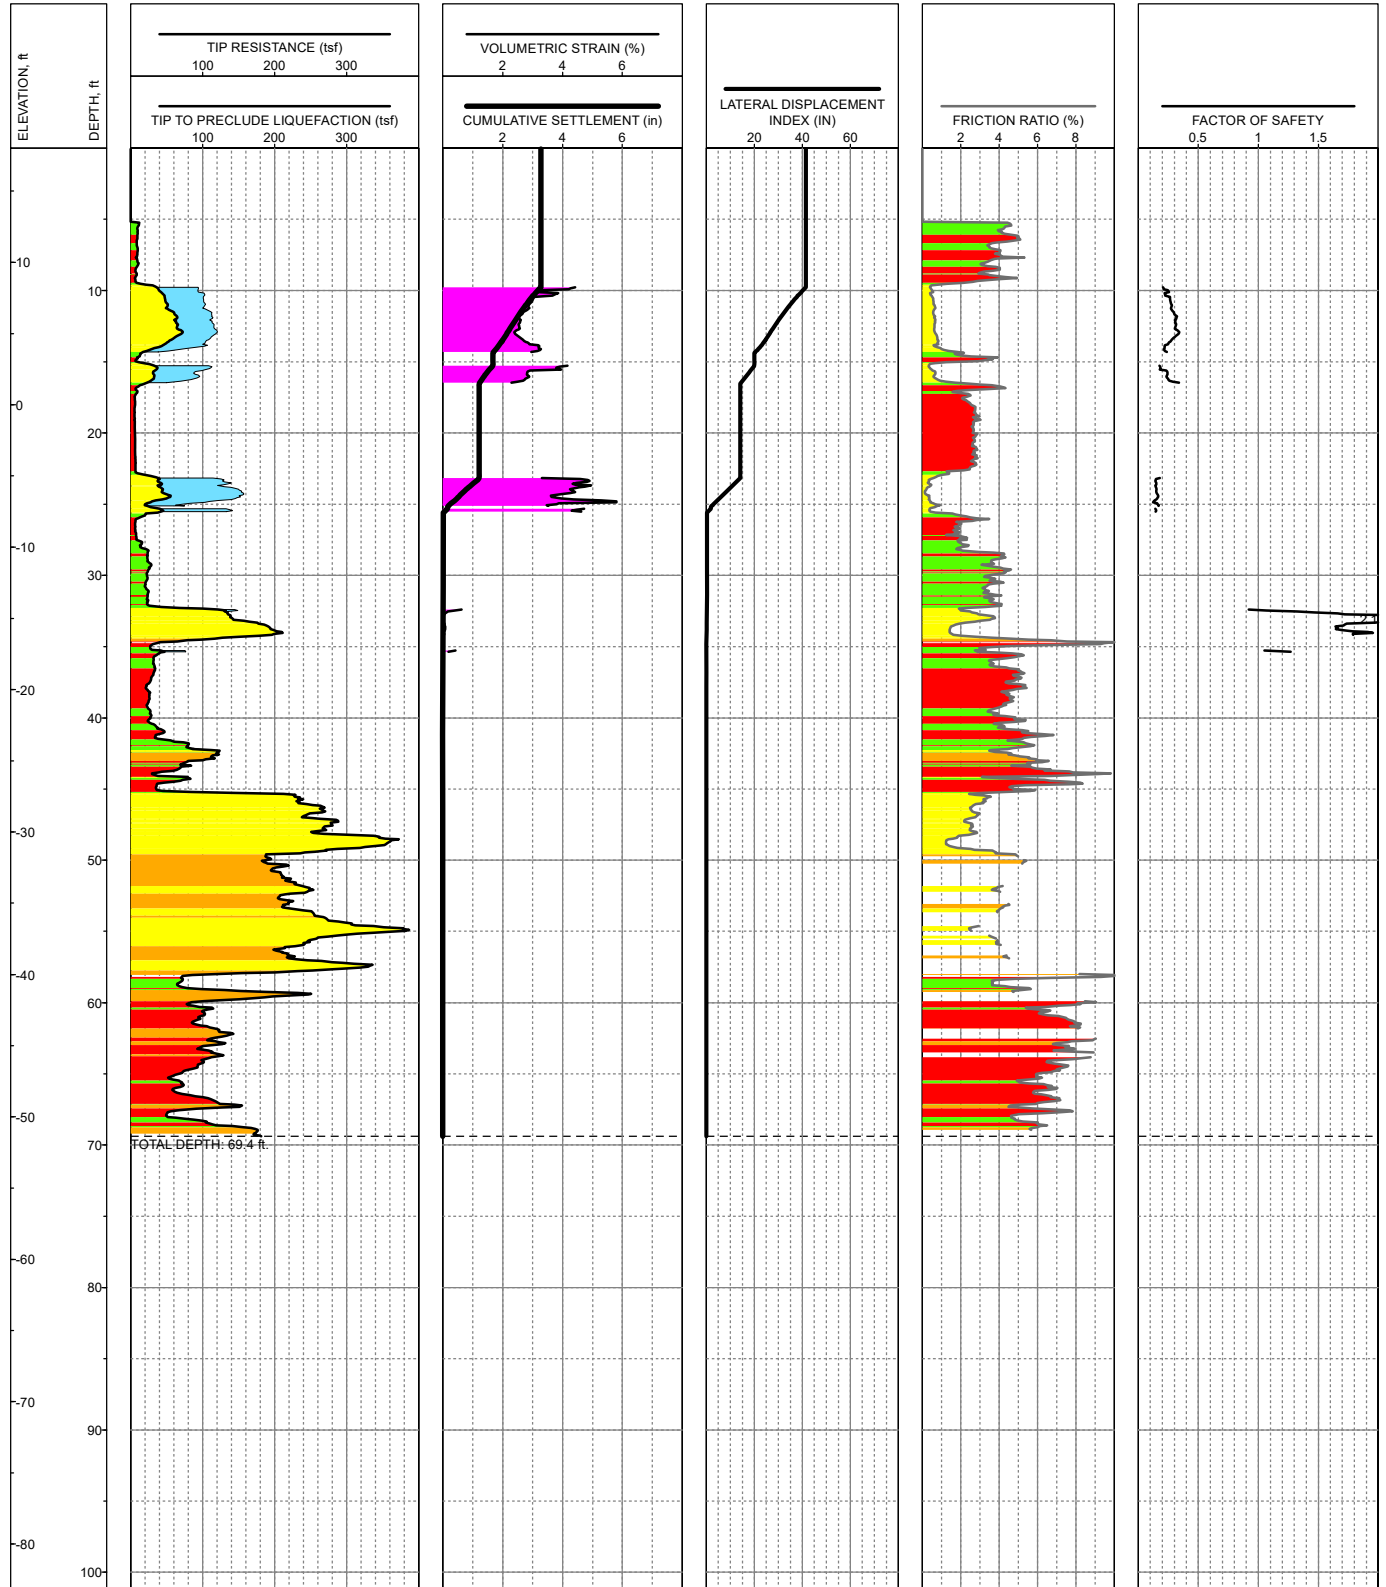 ELEVATION, ft
DEPTH, ft
TIP RESISTANCE (tsf)
100 200 300
TIP TO PRECLUDE LIQUEFACTION (tsf)
100 200 300
VOLUMETRIC STRAIN (%)
2 4 6
CUMULATIVE SETTLEMENT (in)
2 4 6
LATERAL DISPLACEMENT
INDEX (IN)
20 40 60
FRICTION RATIO (%)
2 4 6 8
FACTOR OF SAFETY
0.5 1 1.5
10
10
0
20
-10
30
-20
40
-30
50
-40
60
-50
TOTAL DEPTH: 69.4 ft.
70
-60
80
-70
90
-80
100